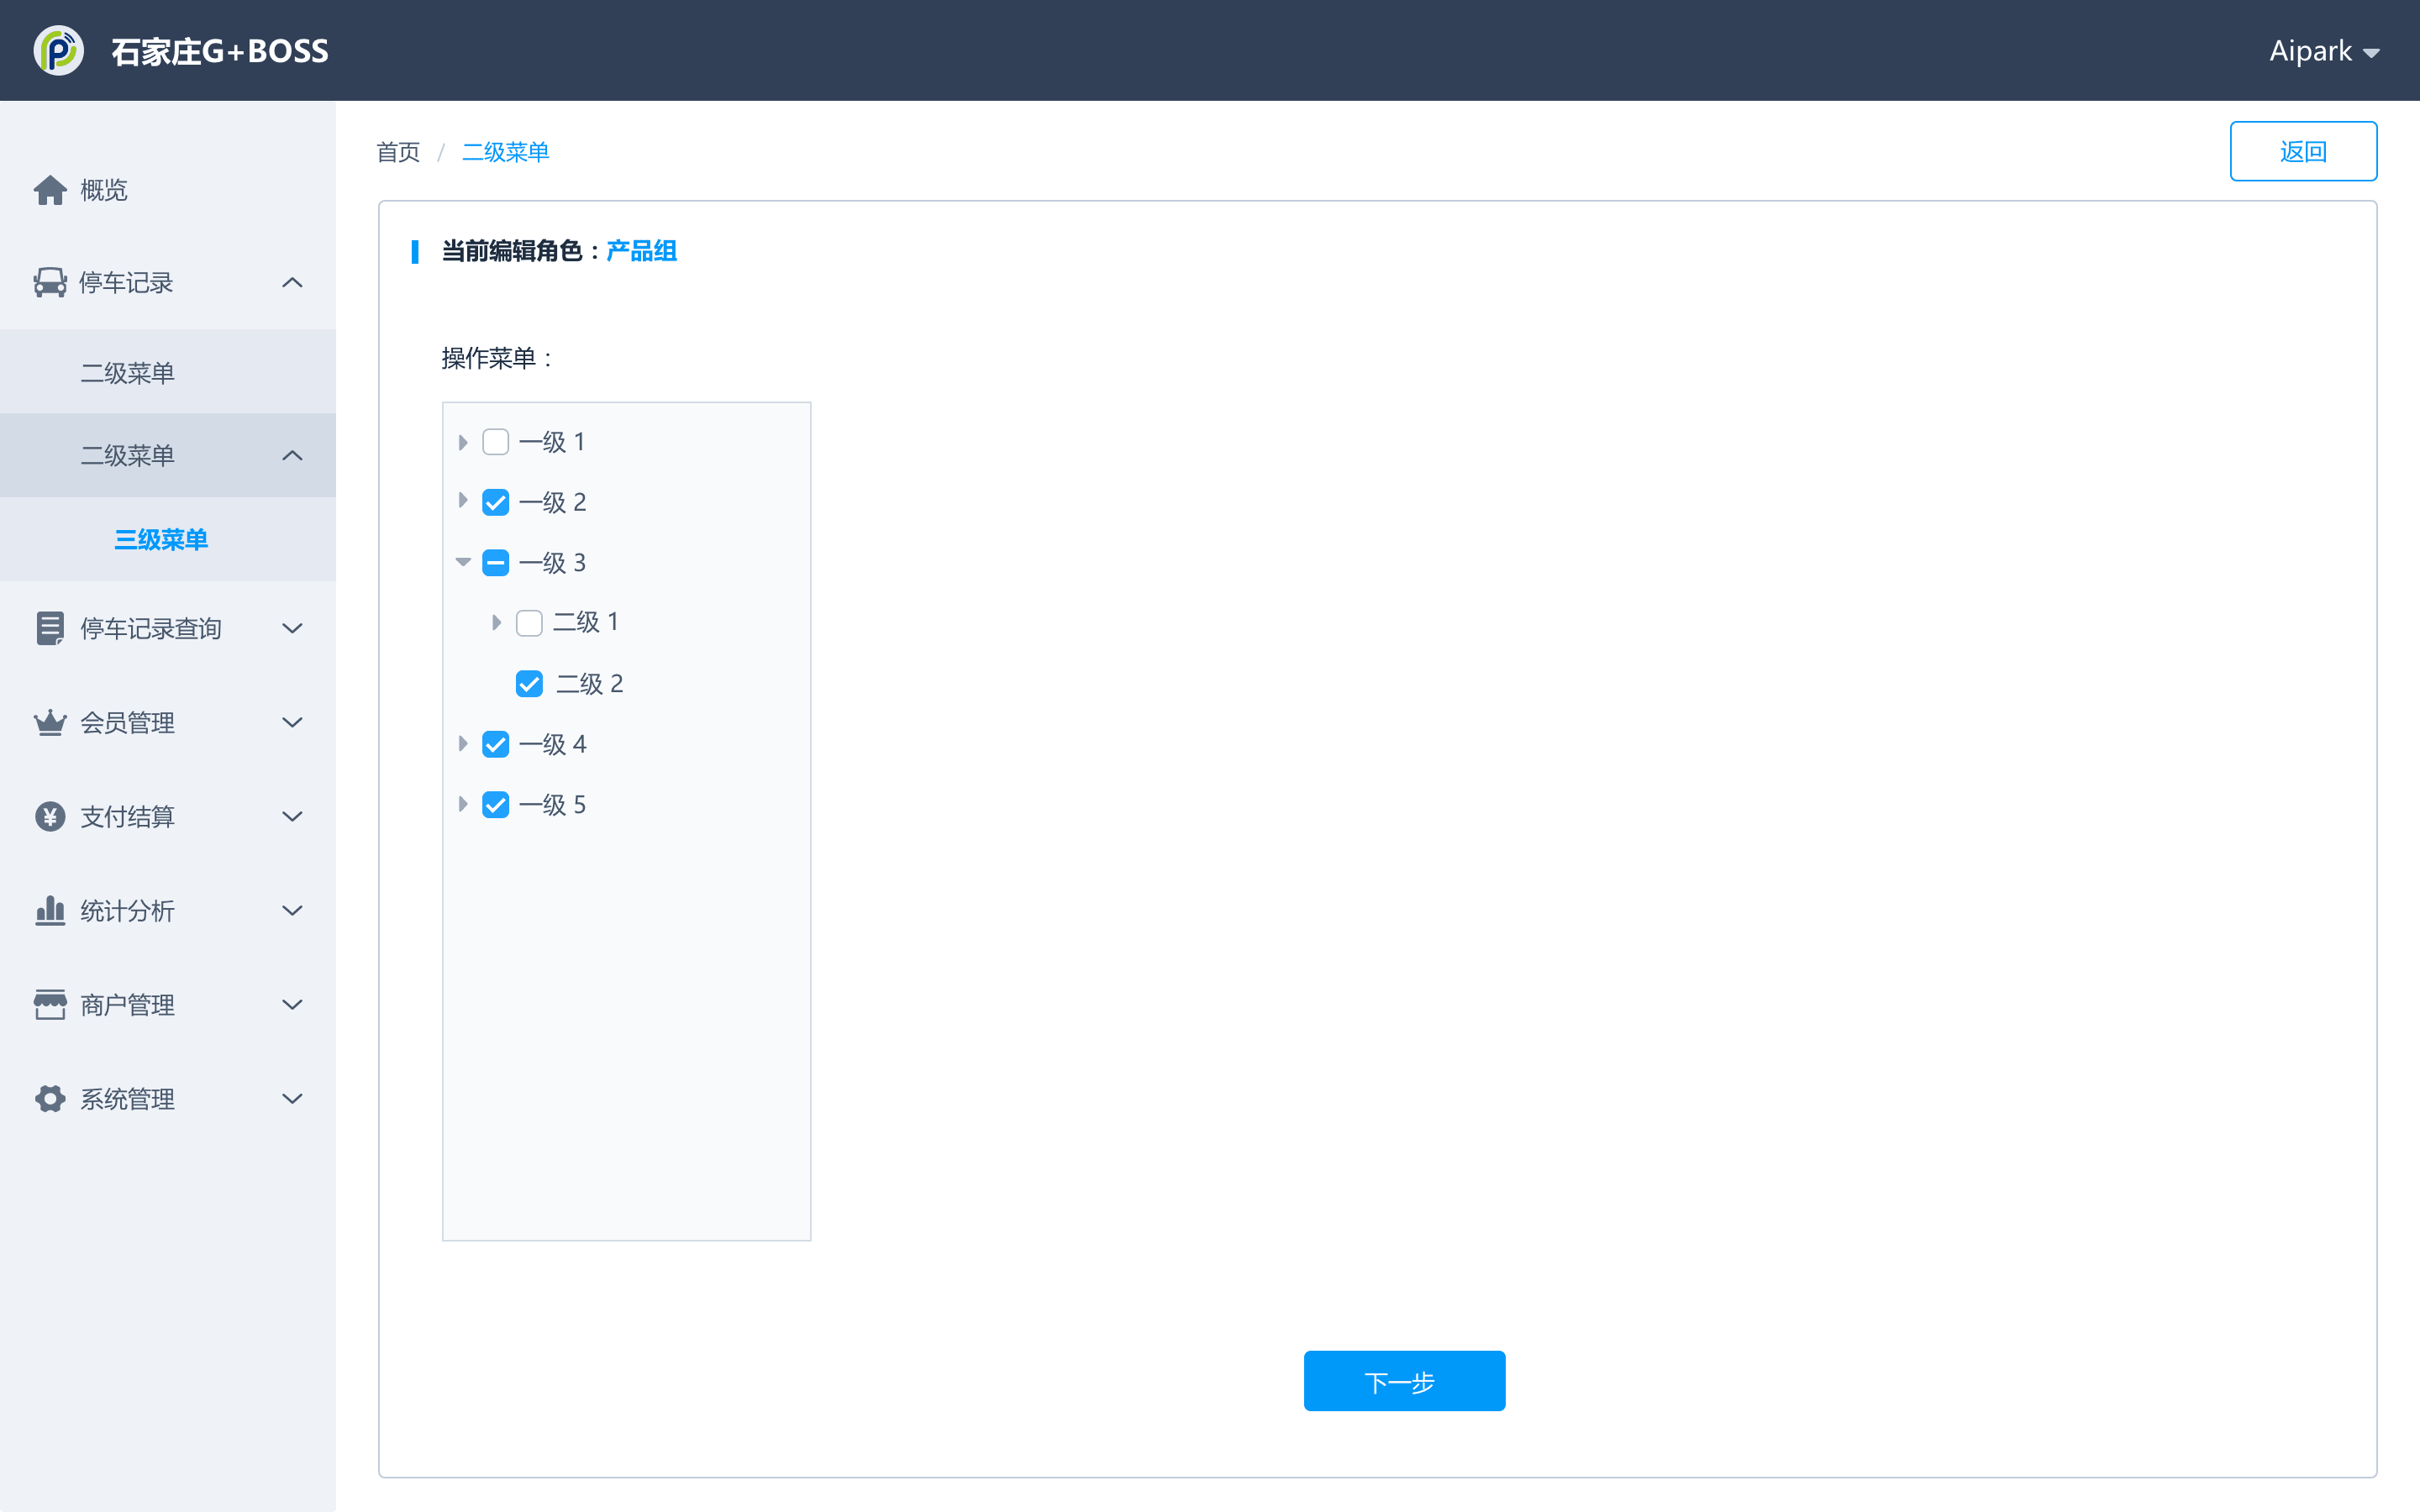 石家庄G+BOSS
Aipark
首页 / 二级菜单
返回
概览
停车记录
二级菜单
二级菜单
三级菜单
停车记录查询
会员管理
支付结算
统计分析
商户管理
系统管理
当前编辑角色：产品组
操作菜单：
一级 1
一级 2
一级 3
二级 1
二级 2
一级 4
一级 5
下一步